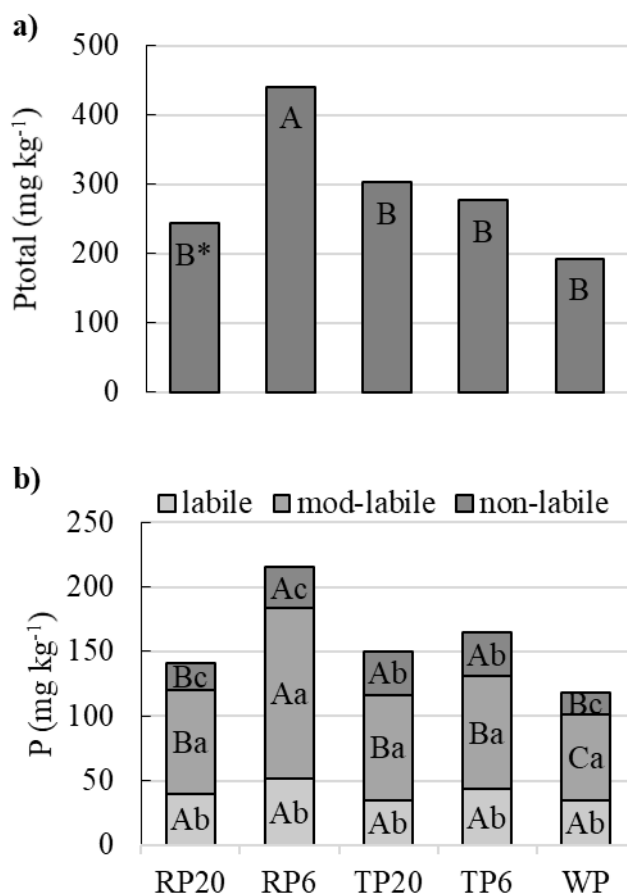 a)
Ptotal (mg kg-1)
500
400
300
200
100
0
B*
A
B
B
B
b)
labile mod-labile non-labile
P (mg kg-1)
250
200
150
100
50
0
Bc Ac Ab Ab Bc
Ba Aa Ba Ba Ca
Ab Ab Ab Ab Ab
RP20 RP6 TP20 TP6 WP